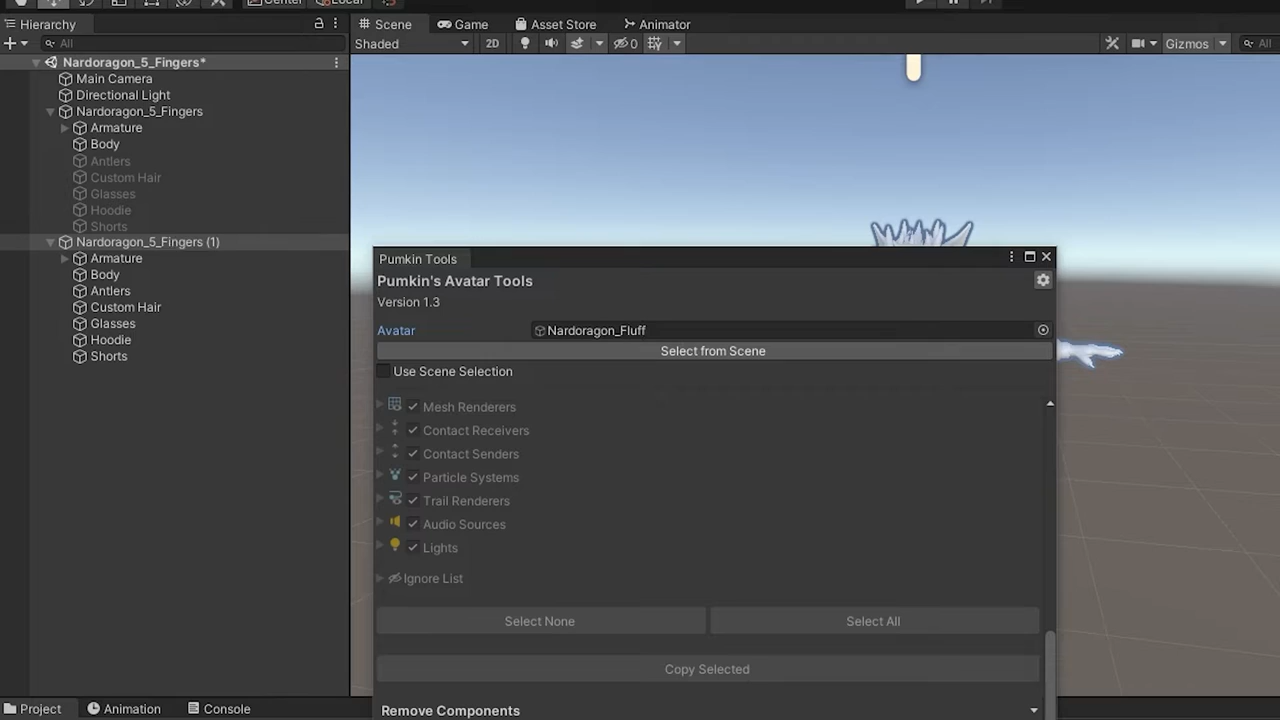 Center
Local
Hierarchy
Scene
Game
Asset Store
Animator
All
Shaded
2D
0
Gizmos
All
Nardoragon_5_Fingers*
Main Camera
Directional Light
Nardoragon_5_Fingers
Armature
Body
Antlers
Custom Hair
Glasses
Hoodie
Shorts
Nardoragon_5_Fingers (1)
Armature
Body
Antlers
Custom Hair
Glasses
Hoodie
Shorts
Pumkin Tools
Pumkin's Avatar Tools
Version 1.3
Avatar Nardoragon_Fluff
Select from Scene
Use Scene Selection
Mesh Renderers
Contact Receivers
Contact Senders
Particle Systems
Trail Renderers
Audio Sources
Lights
Ignore List
Select None Select All
Copy Selected
Remove Components
Project Animation Console